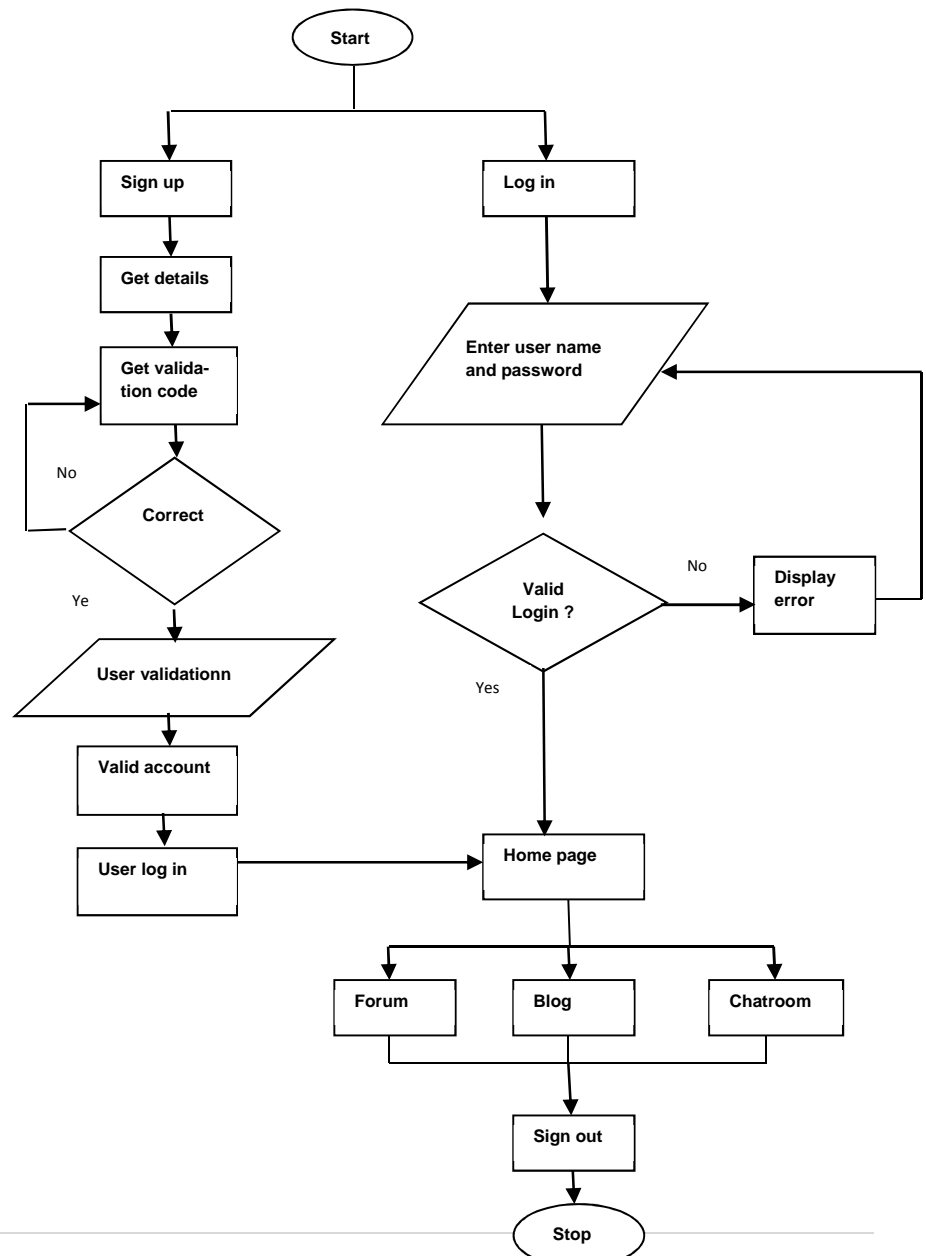 Start
Sign up
Log in
Get details
Get valida-
tion code
Enter user name
and password
No
Correct
Ye
Valid
Login ?
No
Display
error
Yes
User validationn
Valid account
User log in
Home page
Forum
Blog
Chatroom
Sign out
Stop